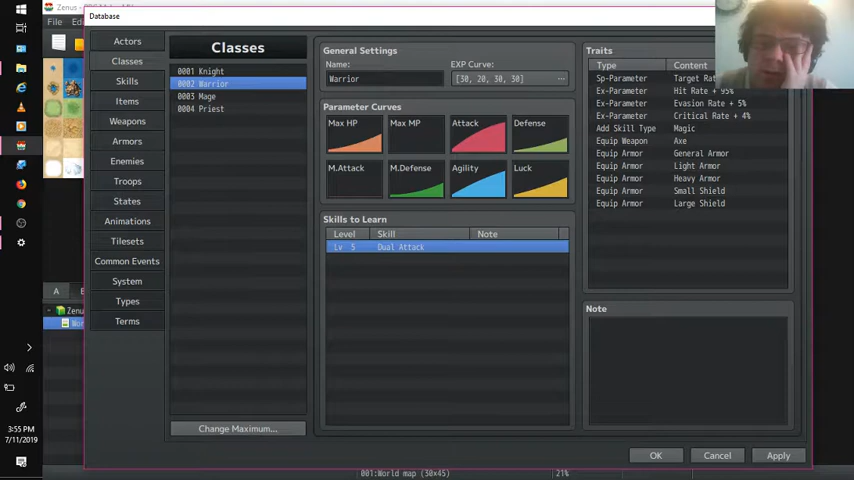 Zenus
File
Database
Actors
Classes
Skills
Items
Weapons
Armors
Enemies
Troops
States
Animations
Tilesets
Common Events
System
Types
Terms
Classes
0001 Knight
0002 Warrior
0003 Mage
0004 Priest
Change Maximum...
General Settings
Name:
EXP Curve:
Warrior
[30, 20, 30, 30]
...
Parameter Curves
Max HP
Max MP
Attack
Defense
M.Attack
M.Defense
Agility
Luck
Skills to Learn
Level Skill Note
Lv 5 Dual Attack
Traits
Type Content
Sp-Parameter Target
Ex-Parameter Hit Rate + 95%
Ex-Parameter Evasion Rate + 5%
Ex-Parameter Critical Rate + 4%
Add Skill Type Magic
Equip Weapon Axe
Equip Armor General Armor
Equip Armor Light Armor
Equip Armor Heavy Armor
Equip Armor Small Shield
Equip Armor Large Shield
Note
OK Cancel Apply
A
Zenu
3:55 PM
7/11/2019
001:World map (30x45) 21%